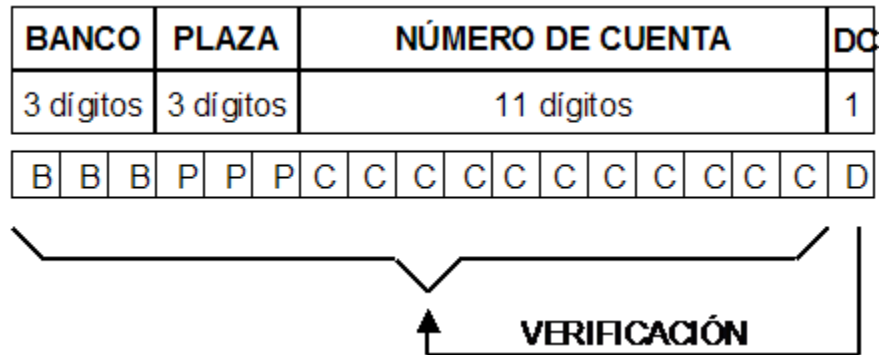 BANCO PLAZA NÚMERO DE CUENTA DC
3 dígitos 3 dígitos 11 dígitos 1
B B B P P P C C C C C C C C C C C D
VERIFICACIÓN